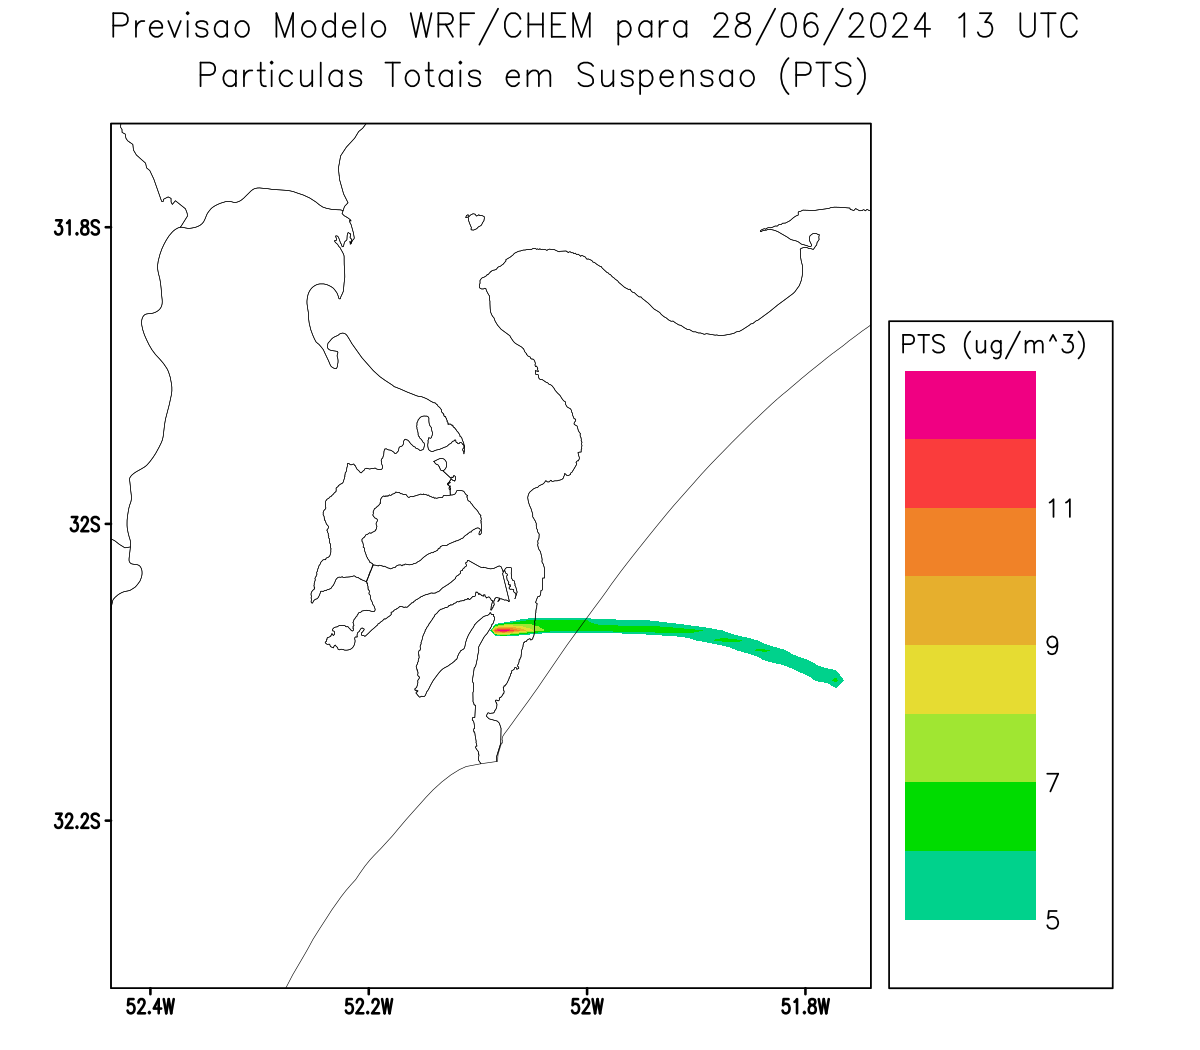 Previsao Modelo WRF/CHEM para 28/06/2024 13 UTC
Particulas Totais em Suspensao (PTS)
31.8S
32S
32.2S
52.4W
52.2W
52W
51.8W
PTS (ug/m^3)
11
9
7
5